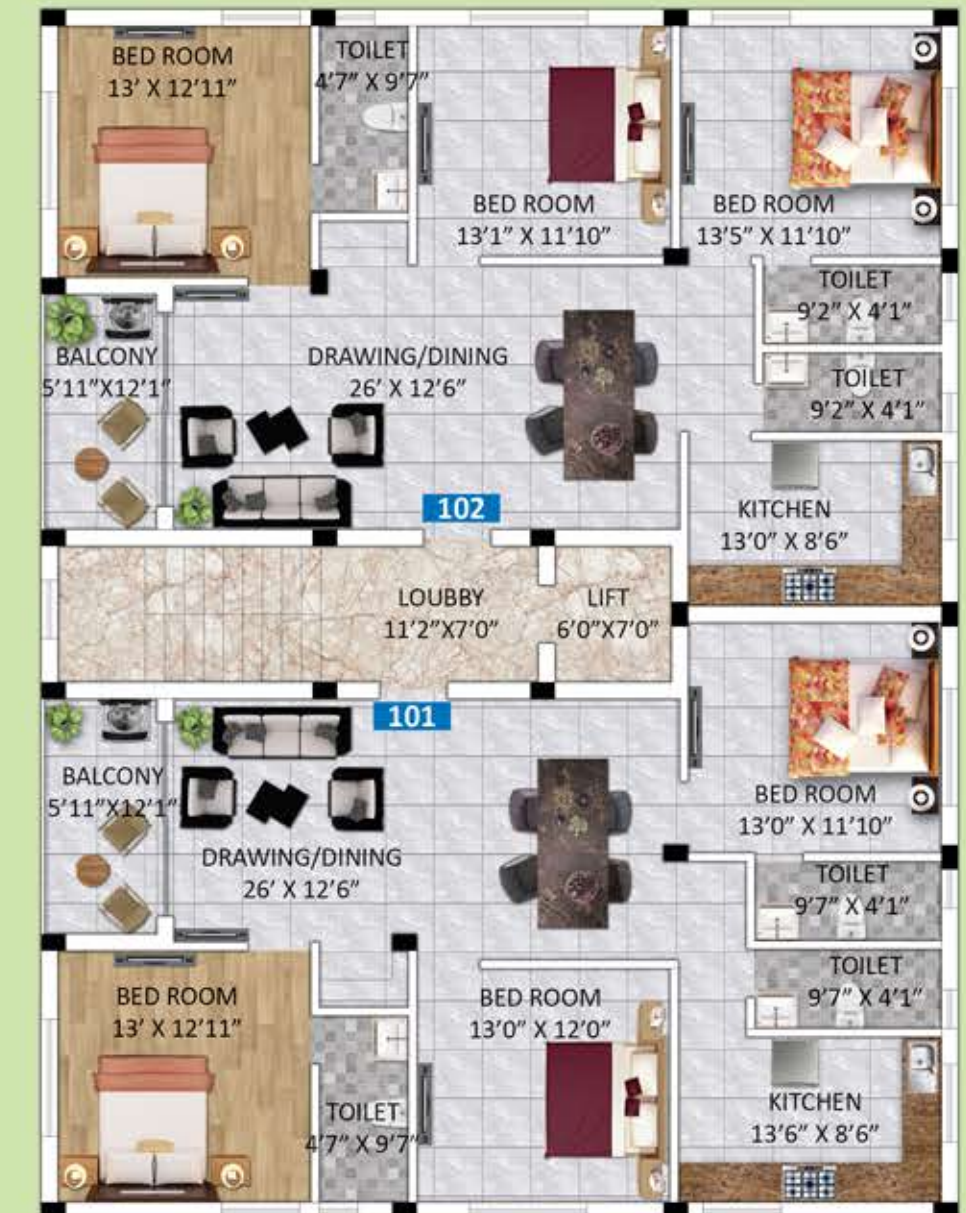 BED ROOM
13' X 12'11"
TOILET
4'7" X 9'7"
BED ROOM
13'1" X 11'10"
BED ROOM
13'5" X 11'10"
TOILET
9'2" X 4'1"
TOILET
9'2" X 4'1"
BALCONY
5'11"X12'1"
DRAWING/DINING
26' X 12'6"
102
KITCHEN
13'0" X 8'6"
LOUBBY
11'2"X7'0"
LIFT
6'0"X7'0"
101
BALCONY
5'11"X12'1"
DRAWING/DINING
26' X 12'6"
BED ROOM
13'0" X 11'10"
TOILET
9'7" X 4'1"
TOILET
9'7" X 4'1"
BED ROOM
13' X 12'11"
TOILET
4'7" X 9'7"
BED ROOM
13'0" X 12'0"
KITCHEN
13'6" X 8'6"